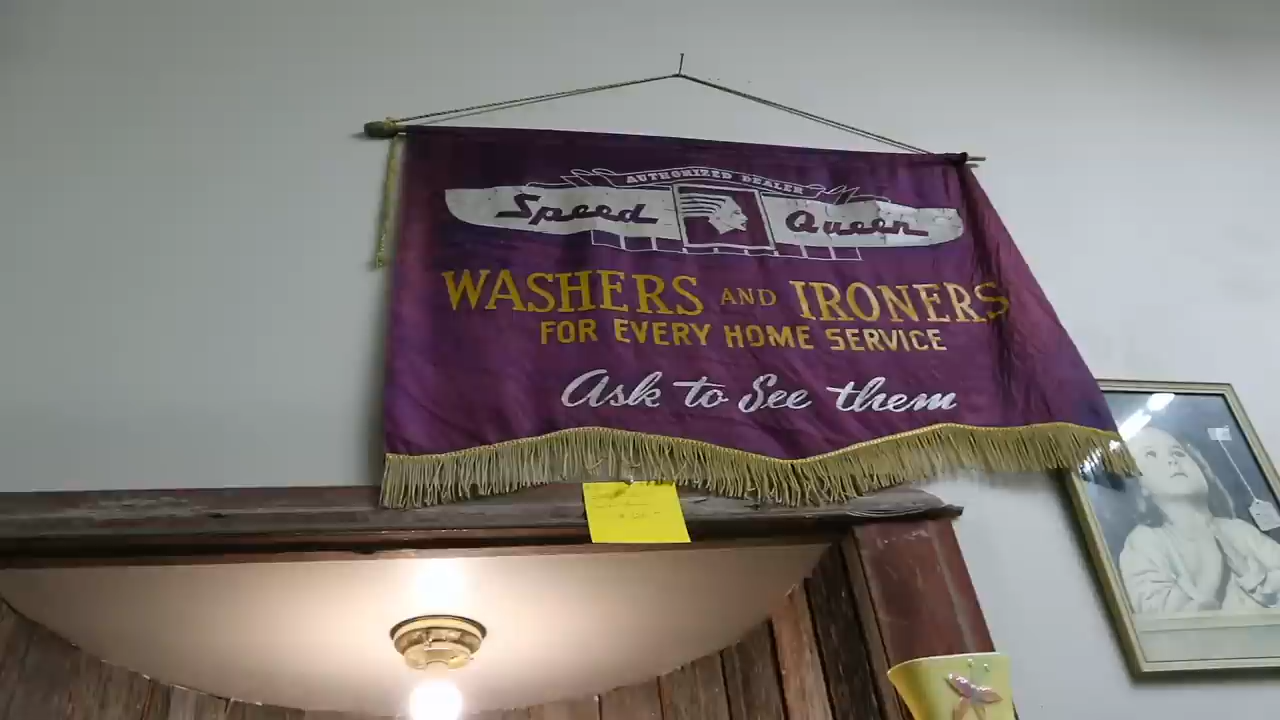 AUTHORIZED DEALER
Speed Queen
WASHERS AND IRONERS
FOR EVERY HOME SERVICE
Ask to See them